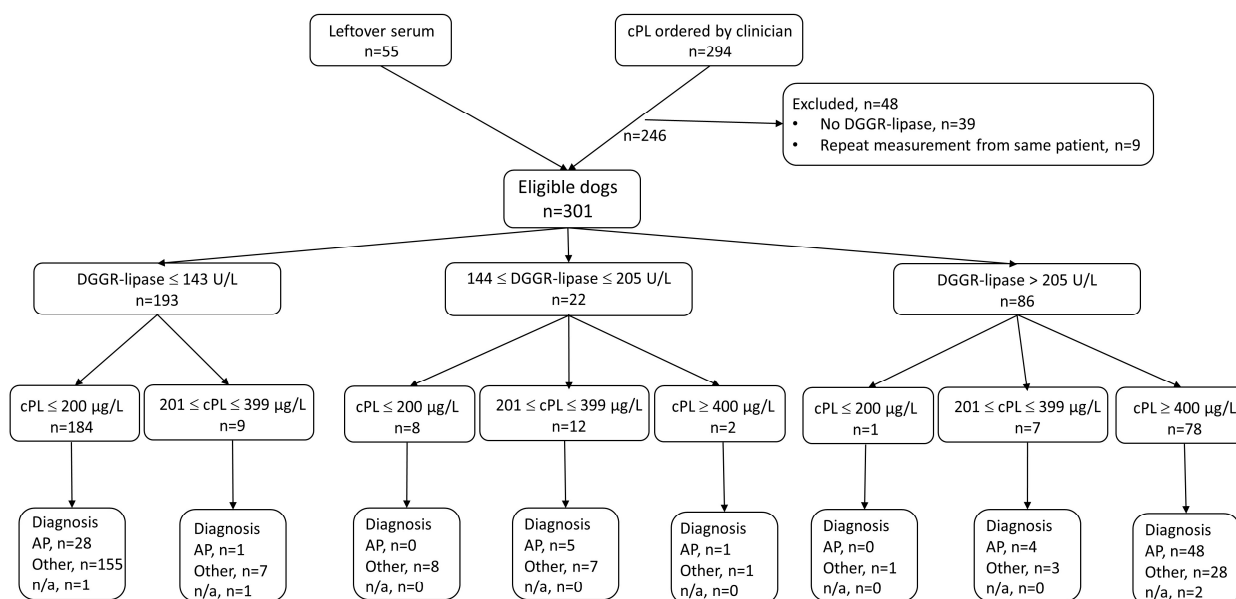 Leftover serum
n=55
cPL ordered by clinician
n=294
Excluded, n=48
• No DGGR-lipase, n=39
• Repeat measurement from same patient, n=9
n=246
Eligible dogs
n=301
DGGR-lipase ≤ 143 U/L
n=193
144 ≤ DGGR-lipase ≤ 205 U/L
n=22
DGGR-lipase > 205 U/L
n=86
cPL ≤ 200 µg/L
n=184
201 ≤ cPL ≤ 399 µg/L
n=9
cPL ≤ 200 µg/L
n=8
201 ≤ cPL ≤ 399 µg/L
n=12
cPL ≥ 400 µg/L
n=2
cPL ≤ 200 µg/L
n=1
201 ≤ cPL ≤ 399 µg/L
n=7
cPL ≥ 400 µg/L
n=78
Diagnosis
AP, n=28
Other, n=155
n/a, n=1
Diagnosis
AP, n=1
Other, n=7
n/a, n=1
Diagnosis
AP, n=0
Other, n=8
n/a, n=0
Diagnosis
AP, n=5
Other, n=7
n/a, n=0
Diagnosis
AP, n=1
Other, n=1
n/a, n=0
Diagnosis
AP, n=0
Other, n=1
n/a, n=0
Diagnosis
AP, n=4
Other, n=3
n/a, n=0
Diagnosis
AP, n=48
Other, n=28
n/a, n=2